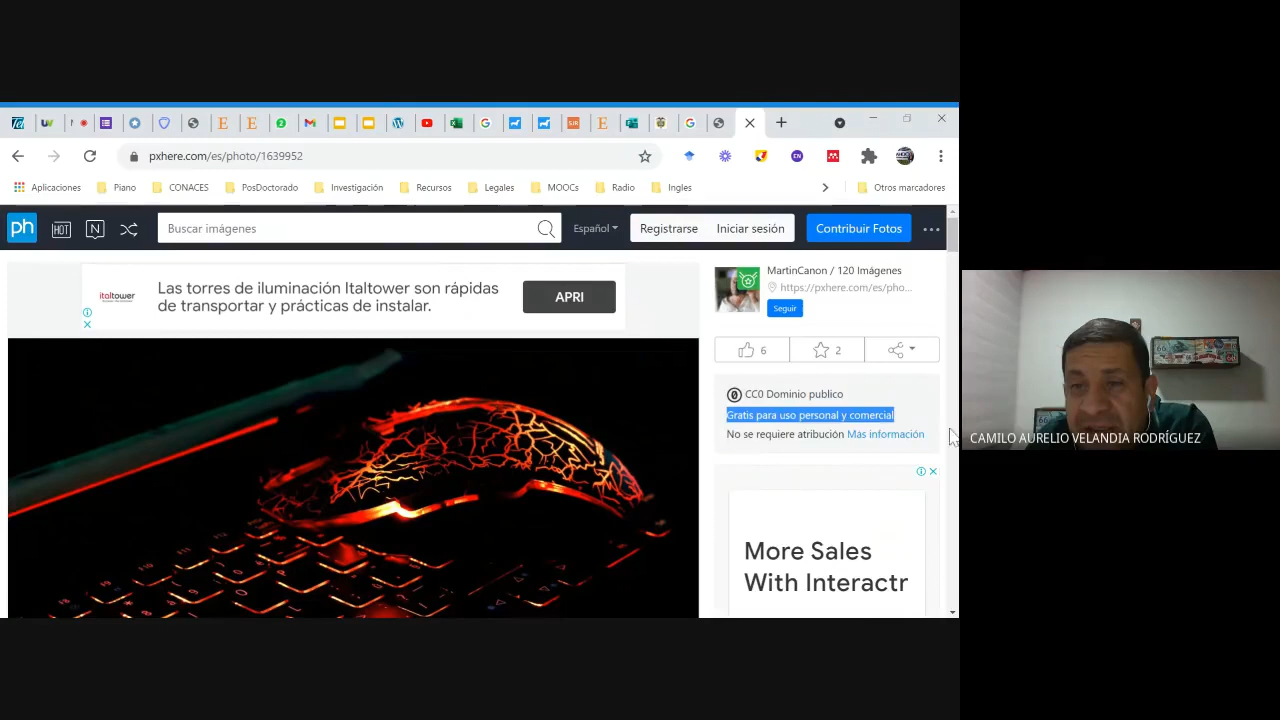 pxhere.com/es/photo/1639952
Aplicaciones
Piano
CONACES
PosDoctorado
Investigación
Recursos
Legales
MOOCs
Radio
Ingles
Otros marcadores
ph
HOT
N
Buscar imágenes
Español
Registrarse
Iniciar sesión
Contribuir Fotos
italtower
Las torres de iluminación Italtower son rápidas
de transportar y prácticas de instalar.
APRI
MartinCanon / 120 Imágenes
https://pxhere.com/es/pho...
Seguir
6
2
CC0 Dominio publico
Gratis para uso personal y comercial
No se requiere atribución Más información
More Sales
With Interactr
CAMILO AURELIO VELANDIA RODRÍGUEZ